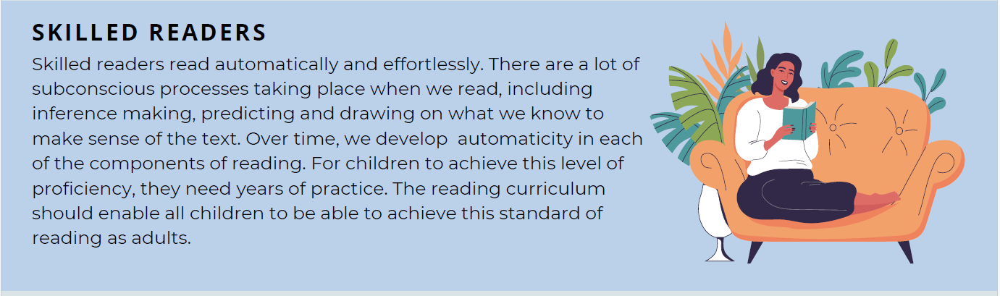 SKILLED READERS
Skilled readers read automatically and effortlessly. There are a lot of
subconscious processes taking place when we read, including
inference making, predicting and drawing on what we know to
make sense of the text. Over time, we develop  automaticity in each
of the components of reading. For children to achieve this level of
proficiency, they need years of practice. The reading curriculum
should enable all children to be able to achieve this standard of
reading as adults.